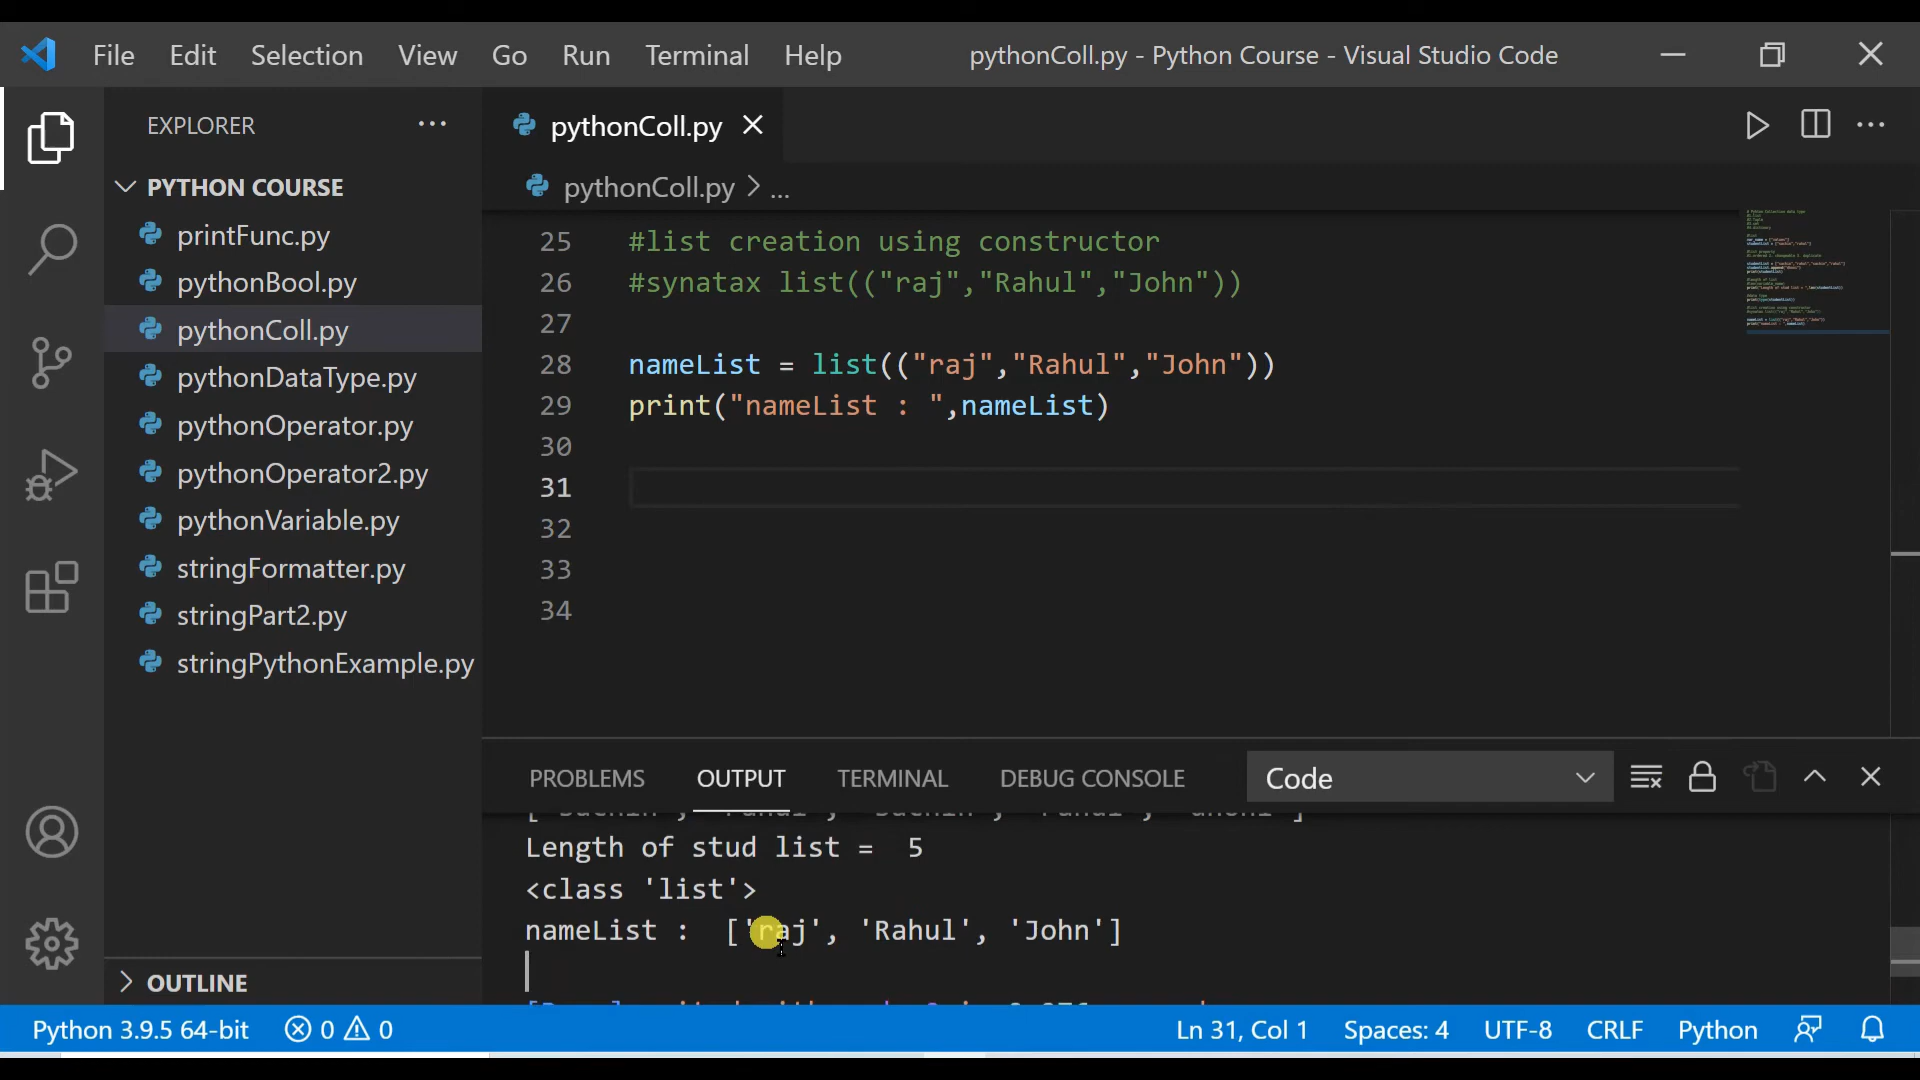 File Edit Selection View Go Run Terminal Help pythonColl.py - Python Course - Visual Studio Code
EXPLORER
pythonColl.py
PYTHON COURSE
pythonColl.py > ...
printFunc.py
pythonBool.py
pythonColl.py
pythonDataType.py
pythonOperator.py
pythonOperator2.py
pythonVariable.py
stringFormatter.py
stringPart2.py
stringPythonExample.py
OUTLINE
25 #list creation using constructor
26 #synatax list(("raj","Rahul","John"))
27
28 nameList = list(("raj","Rahul","John"))
29 print("nameList : ",nameList)
30
31
32
33
34
PROBLEMS OUTPUT TERMINAL DEBUG CONSOLE Code
Length of stud list =  5
<class 'list'>
nameList :  ['raj', 'Rahul', 'John']
Python 3.9.5 64-bit 0 0 Ln 31, Col 1 Spaces: 4 UTF-8 CRLF Python